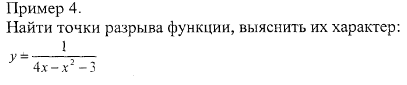 Пример 4.
Найти точки разрыва функции, выяснить их характер:
y = 1 / (4x – x² – 3)